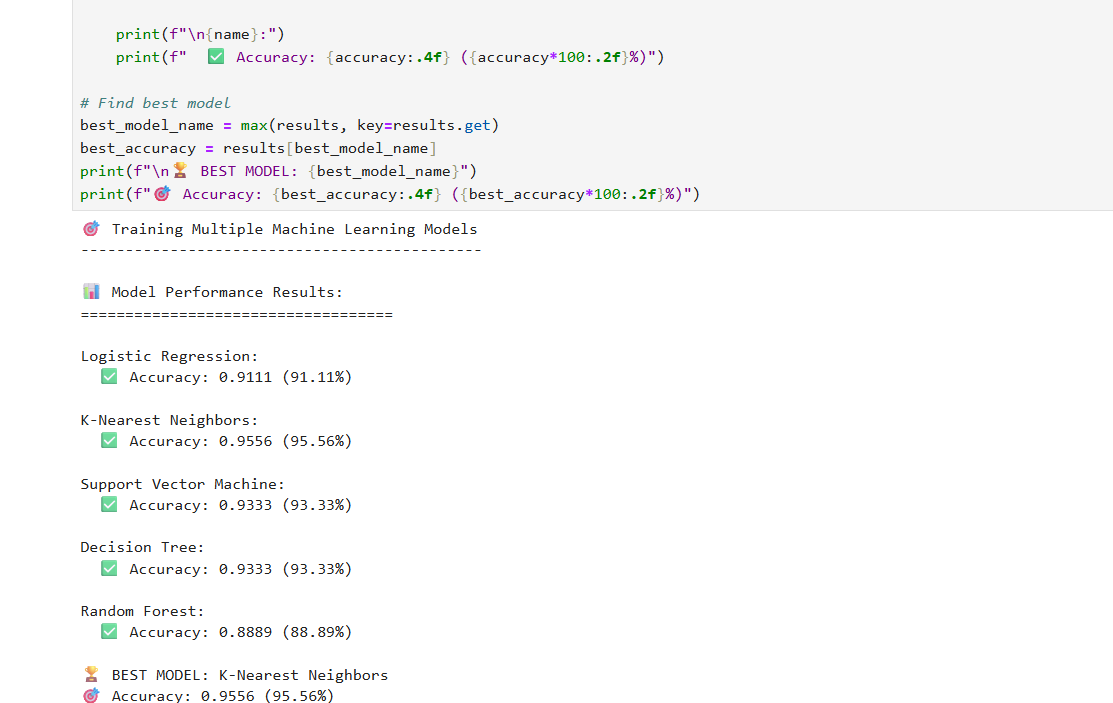 print(f"\n{name}:")
print(f"  ✅ Accuracy: {accuracy:.4f} ({accuracy*100:.2f}%)")
# Find best model
best_model_name = max(results, key=results.get)
best_accuracy = results[best_model_name]
print(f"\n🏆 BEST MODEL: {best_model_name}")
print(f"🎯 Accuracy: {best_accuracy:.4f} ({best_accuracy*100:.2f}%)")
🎯 Training Multiple Machine Learning Models
---------------------------------------------
📊 Model Performance Results:
===================================
Logistic Regression:
✅ Accuracy: 0.9111 (91.11%)
K-Nearest Neighbors:
✅ Accuracy: 0.9556 (95.56%)
Support Vector Machine:
✅ Accuracy: 0.9333 (93.33%)
Decision Tree:
✅ Accuracy: 0.9333 (93.33%)
Random Forest:
✅ Accuracy: 0.8889 (88.89%)
🏆 BEST MODEL: K-Nearest Neighbors
🎯 Accuracy: 0.9556 (95.56%)